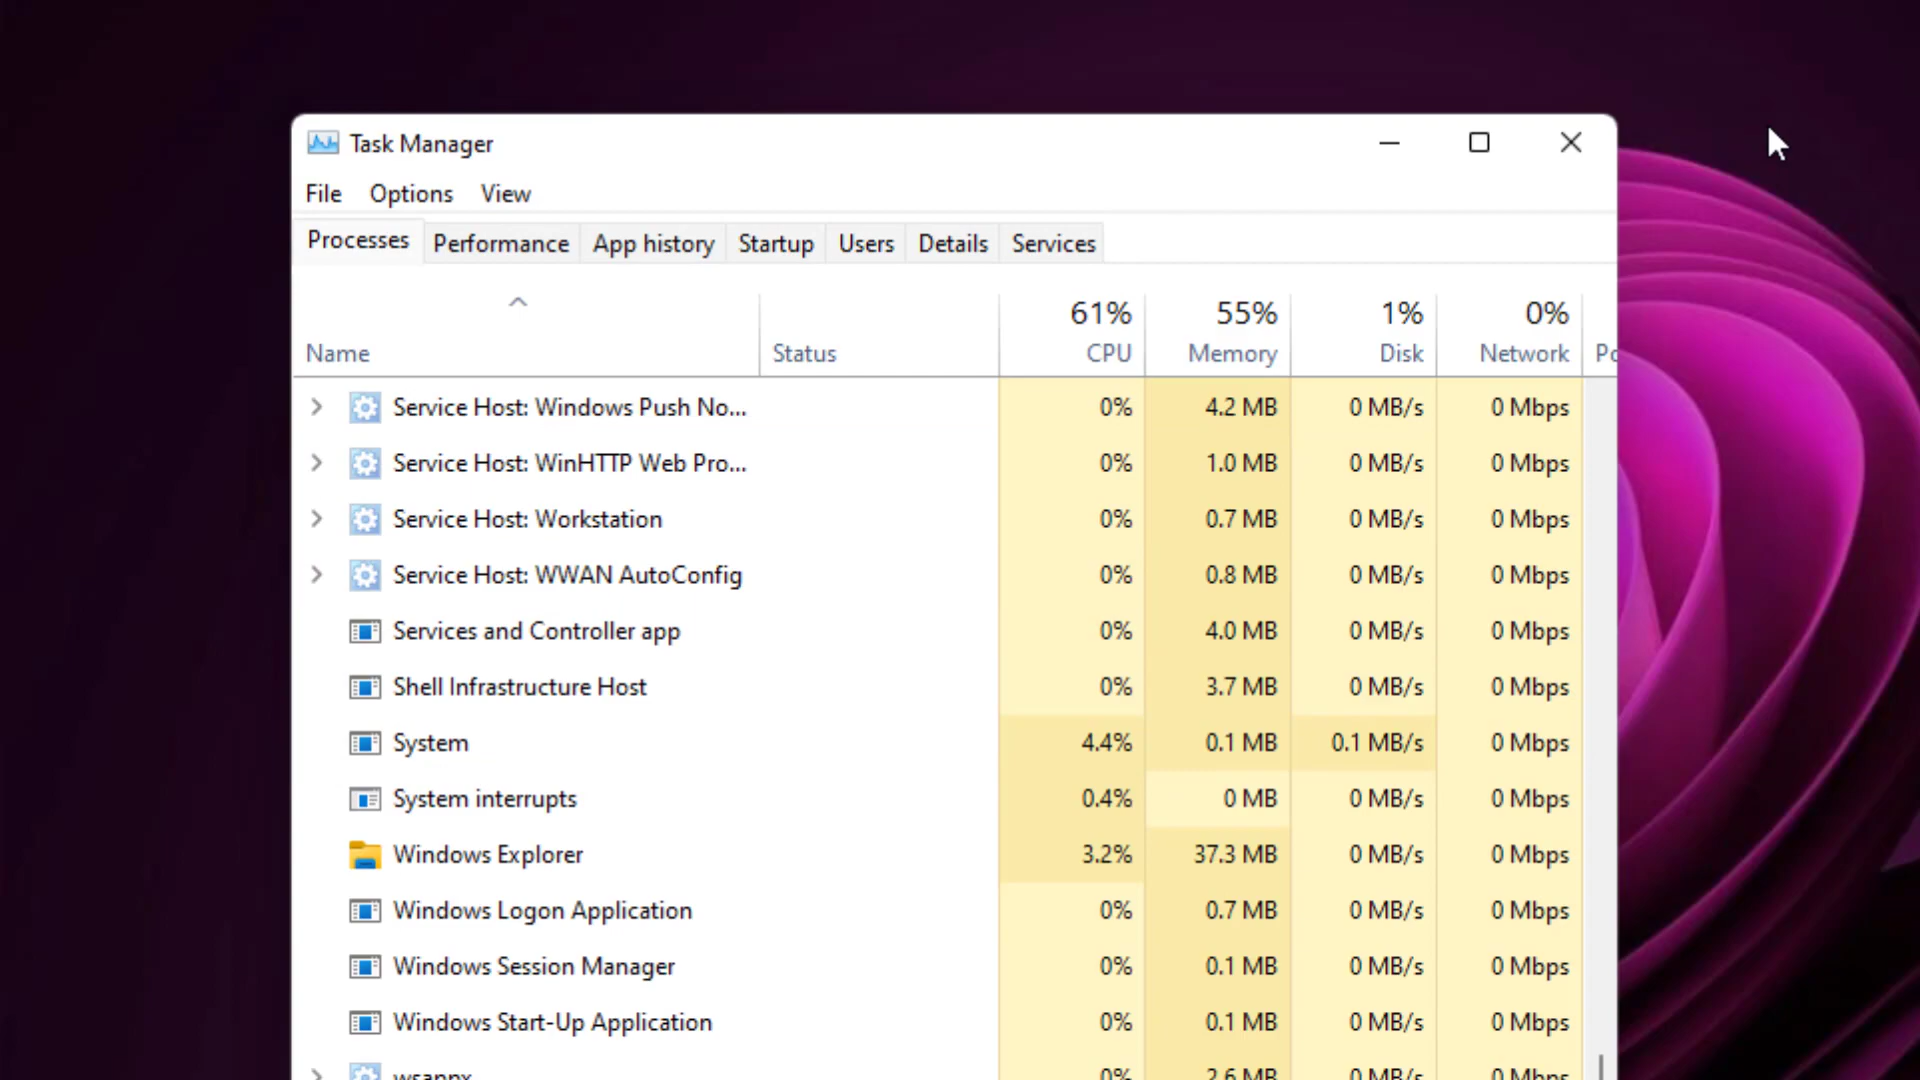 Task Manager
File Options View
Processes Performance App history Startup Users Details Services
61% 55% 1% 0%
Name Status CPU Memory Disk Network Po
Service Host: Windows Push No... 0% 4.2 MB 0 MB/s 0 Mbps
Service Host: WinHTTP Web Pro... 0% 1.0 MB 0 MB/s 0 Mbps
Service Host: Workstation 0% 0.7 MB 0 MB/s 0 Mbps
Service Host: WWAN AutoConfig 0% 0.8 MB 0 MB/s 0 Mbps
Services and Controller app 0% 4.0 MB 0 MB/s 0 Mbps
Shell Infrastructure Host 0% 3.7 MB 0 MB/s 0 Mbps
System 4.4% 0.1 MB 0.1 MB/s 0 Mbps
System interrupts 0.4% 0 MB 0 MB/s 0 Mbps
Windows Explorer 3.2% 37.3 MB 0 MB/s 0 Mbps
Windows Logon Application 0% 0.7 MB 0 MB/s 0 Mbps
Windows Session Manager 0% 0.1 MB 0 MB/s 0 Mbps
Windows Start-Up Application 0% 0.1 MB 0 MB/s 0 Mbps
wsappx 0% 2.6 MB 0 MB/s 0 Mbps